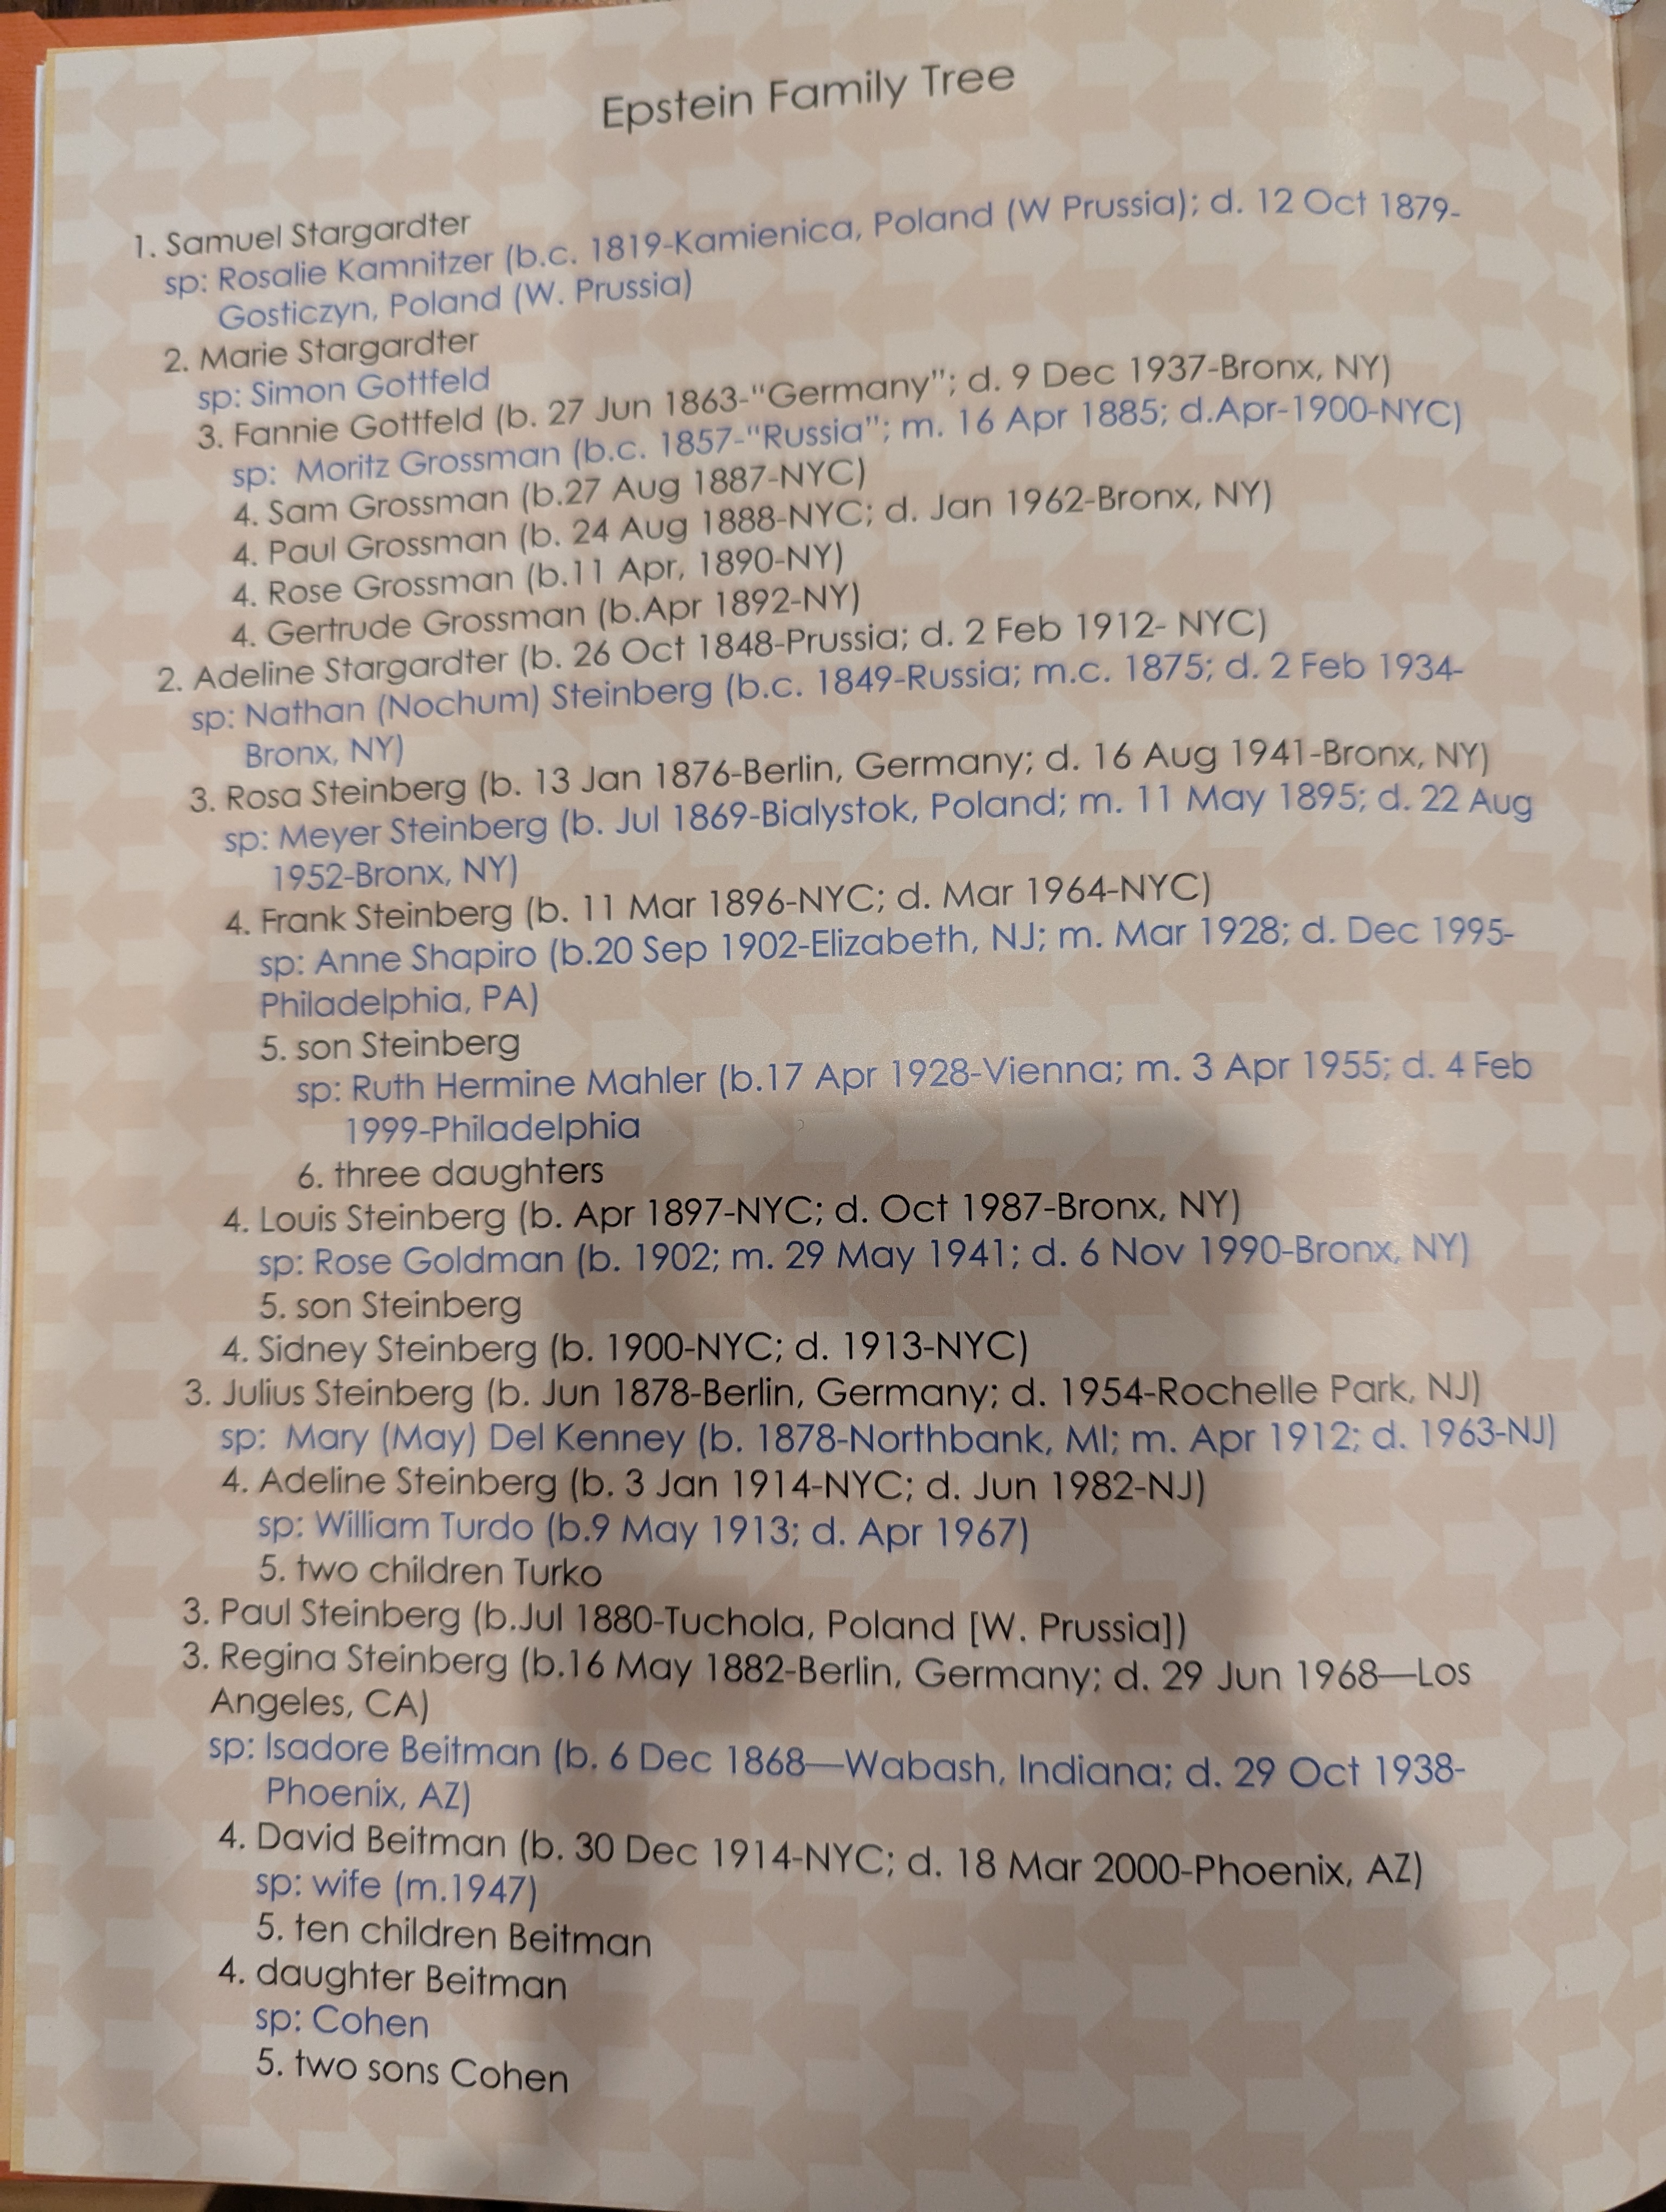 Epstein Family Tree
1. Samuel Stargardter
sp: Rosalie Kamnitzer (b.c. 1819-Kamienica, Poland (W Prussia); d. 12 Oct 1879-
Gosticzyn, Poland (W. Prussia)
2. Marie Stargardter
sp: Simon Gottfeld
3. Fannie Gottfeld (b. 27 Jun 1863-"Germany"; d. 9 Dec 1937-Bronx, NY)
sp: Moritz Grossman (b.c. 1857-"Russia"; m. 16 Apr 1885; d.Apr-1900-NYC)
4. Sam Grossman (b.27 Aug 1887-NYC)
4. Paul Grossman (b. 24 Aug 1888-NYC; d. Jan 1962-Bronx, NY)
4. Rose Grossman (b.11 Apr, 1890-NY)
4. Gertrude Grossman (b.Apr 1892-NY)
2. Adeline Stargardter (b. 26 Oct 1848-Prussia; d. 2 Feb 1912- NYC)
sp: Nathan (Nochum) Steinberg (b.c. 1849-Russia; m.c. 1875; d. 2 Feb 1934-
Bronx, NY)
3. Rosa Steinberg (b. 13 Jan 1876-Berlin, Germany; d. 16 Aug 1941-Bronx, NY)
sp: Meyer Steinberg (b. Jul 1869-Bialystok, Poland; m. 11 May 1895; d. 22 Aug
1952-Bronx, NY)
4. Frank Steinberg (b. 11 Mar 1896-NYC; d. Mar 1964-NYC)
sp: Anne Shapiro (b.20 Sep 1902-Elizabeth, NJ; m. Mar 1928; d. Dec 1995-
Philadelphia, PA)
5. son Steinberg
sp: Ruth Hermine Mahler (b.17 Apr 1928-Vienna; m. 3 Apr 1955; d. 4 Feb
1999-Philadelphia
6. three daughters
4. Louis Steinberg (b. Apr 1897-NYC; d. Oct 1987-Bronx, NY)
sp: Rose Goldman (b. 1902; m. 29 May 1941; d. 6 Nov 1990-Bronx, NY)
5. son Steinberg
4. Sidney Steinberg (b. 1900-NYC; d. 1913-NYC)
3. Julius Steinberg (b. Jun 1878-Berlin, Germany; d. 1954-Rochelle Park, NJ)
sp: Mary (May) Del Kenney (b. 1878-Northbank, MI; m. Apr 1912; d. 1963-NJ)
4. Adeline Steinberg (b. 3 Jan 1914-NYC; d. Jun 1982-NJ)
sp: William Turdo (b.9 May 1913; d. Apr 1967)
5. two children Turko
3. Paul Steinberg (b.Jul 1880-Tuchola, Poland [W. Prussia])
3. Regina Steinberg (b.16 May 1882-Berlin, Germany; d. 29 Jun 1968—Los
Angeles, CA)
sp: Isadore Beitman (b. 6 Dec 1868—Wabash, Indiana; d. 29 Oct 1938-
Phoenix, AZ)
4. David Beitman (b. 30 Dec 1914-NYC; d. 18 Mar 2000-Phoenix, AZ)
sp: wife (m.1947)
5. ten children Beitman
4. daughter Beitman
sp: Cohen
5. two sons Cohen